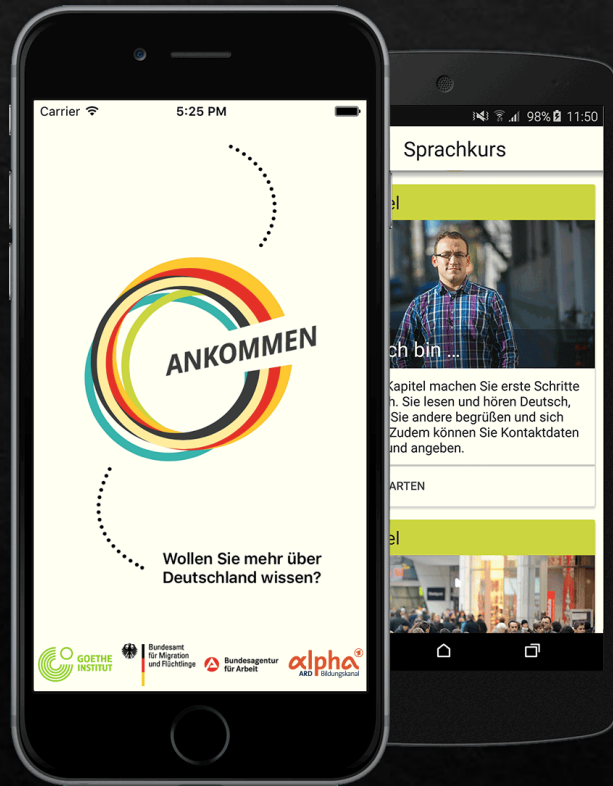 Carrier
5:25 PM
ANKOMMEN
Wollen Sie mehr über
Deutschland wissen?
GOETHE
INSTITUT
Bundesamt
für Migration
und Flüchtlinge
Bundesagentur
für Arbeit
alpha
ARD Bildungskanal
98% 11:50
Sprachkurs
el
ch bin ...
Kapitel machen Sie erste Schritte
h. Sie lesen und hören Deutsch,
Sie andere begrüßen und sich
Zudem können Sie Kontaktdaten
und angeben.
ARTEN
el